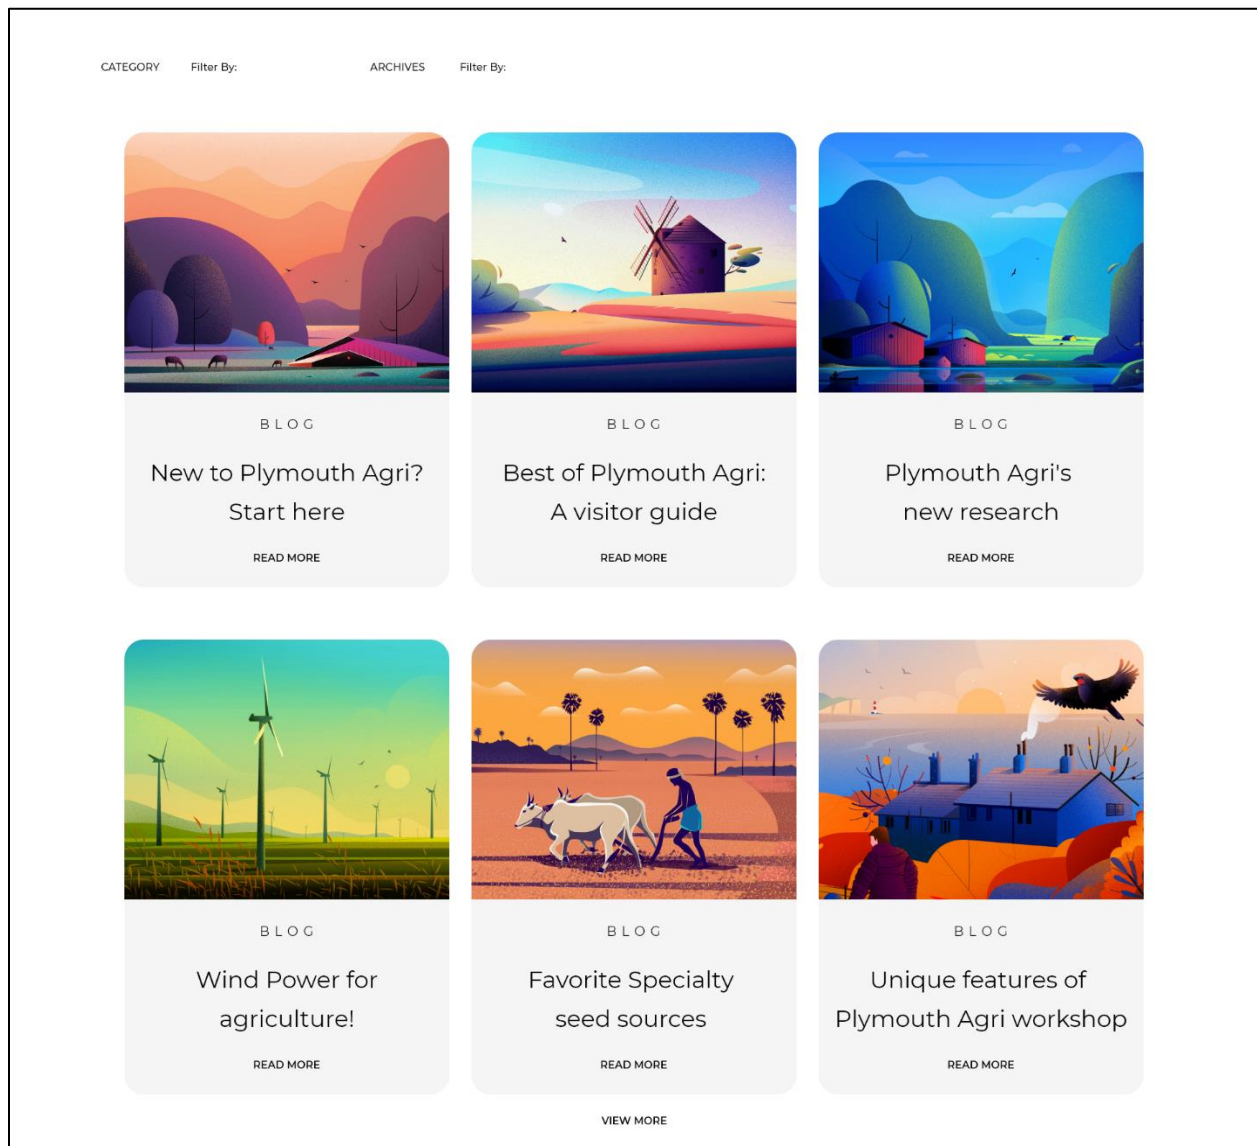 CATEGORY Filter By: ARCHIVES Filter By:
BLOG
New to Plymouth Agri?
Start here
READ MORE
BLOG
Best of Plymouth Agri:
A visitor guide
READ MORE
BLOG
Plymouth Agri's
new research
READ MORE
BLOG
Wind Power for
agriculture!
READ MORE
BLOG
Favorite Specialty
seed sources
READ MORE
BLOG
Unique features of
Plymouth Agri workshop
READ MORE
VIEW MORE